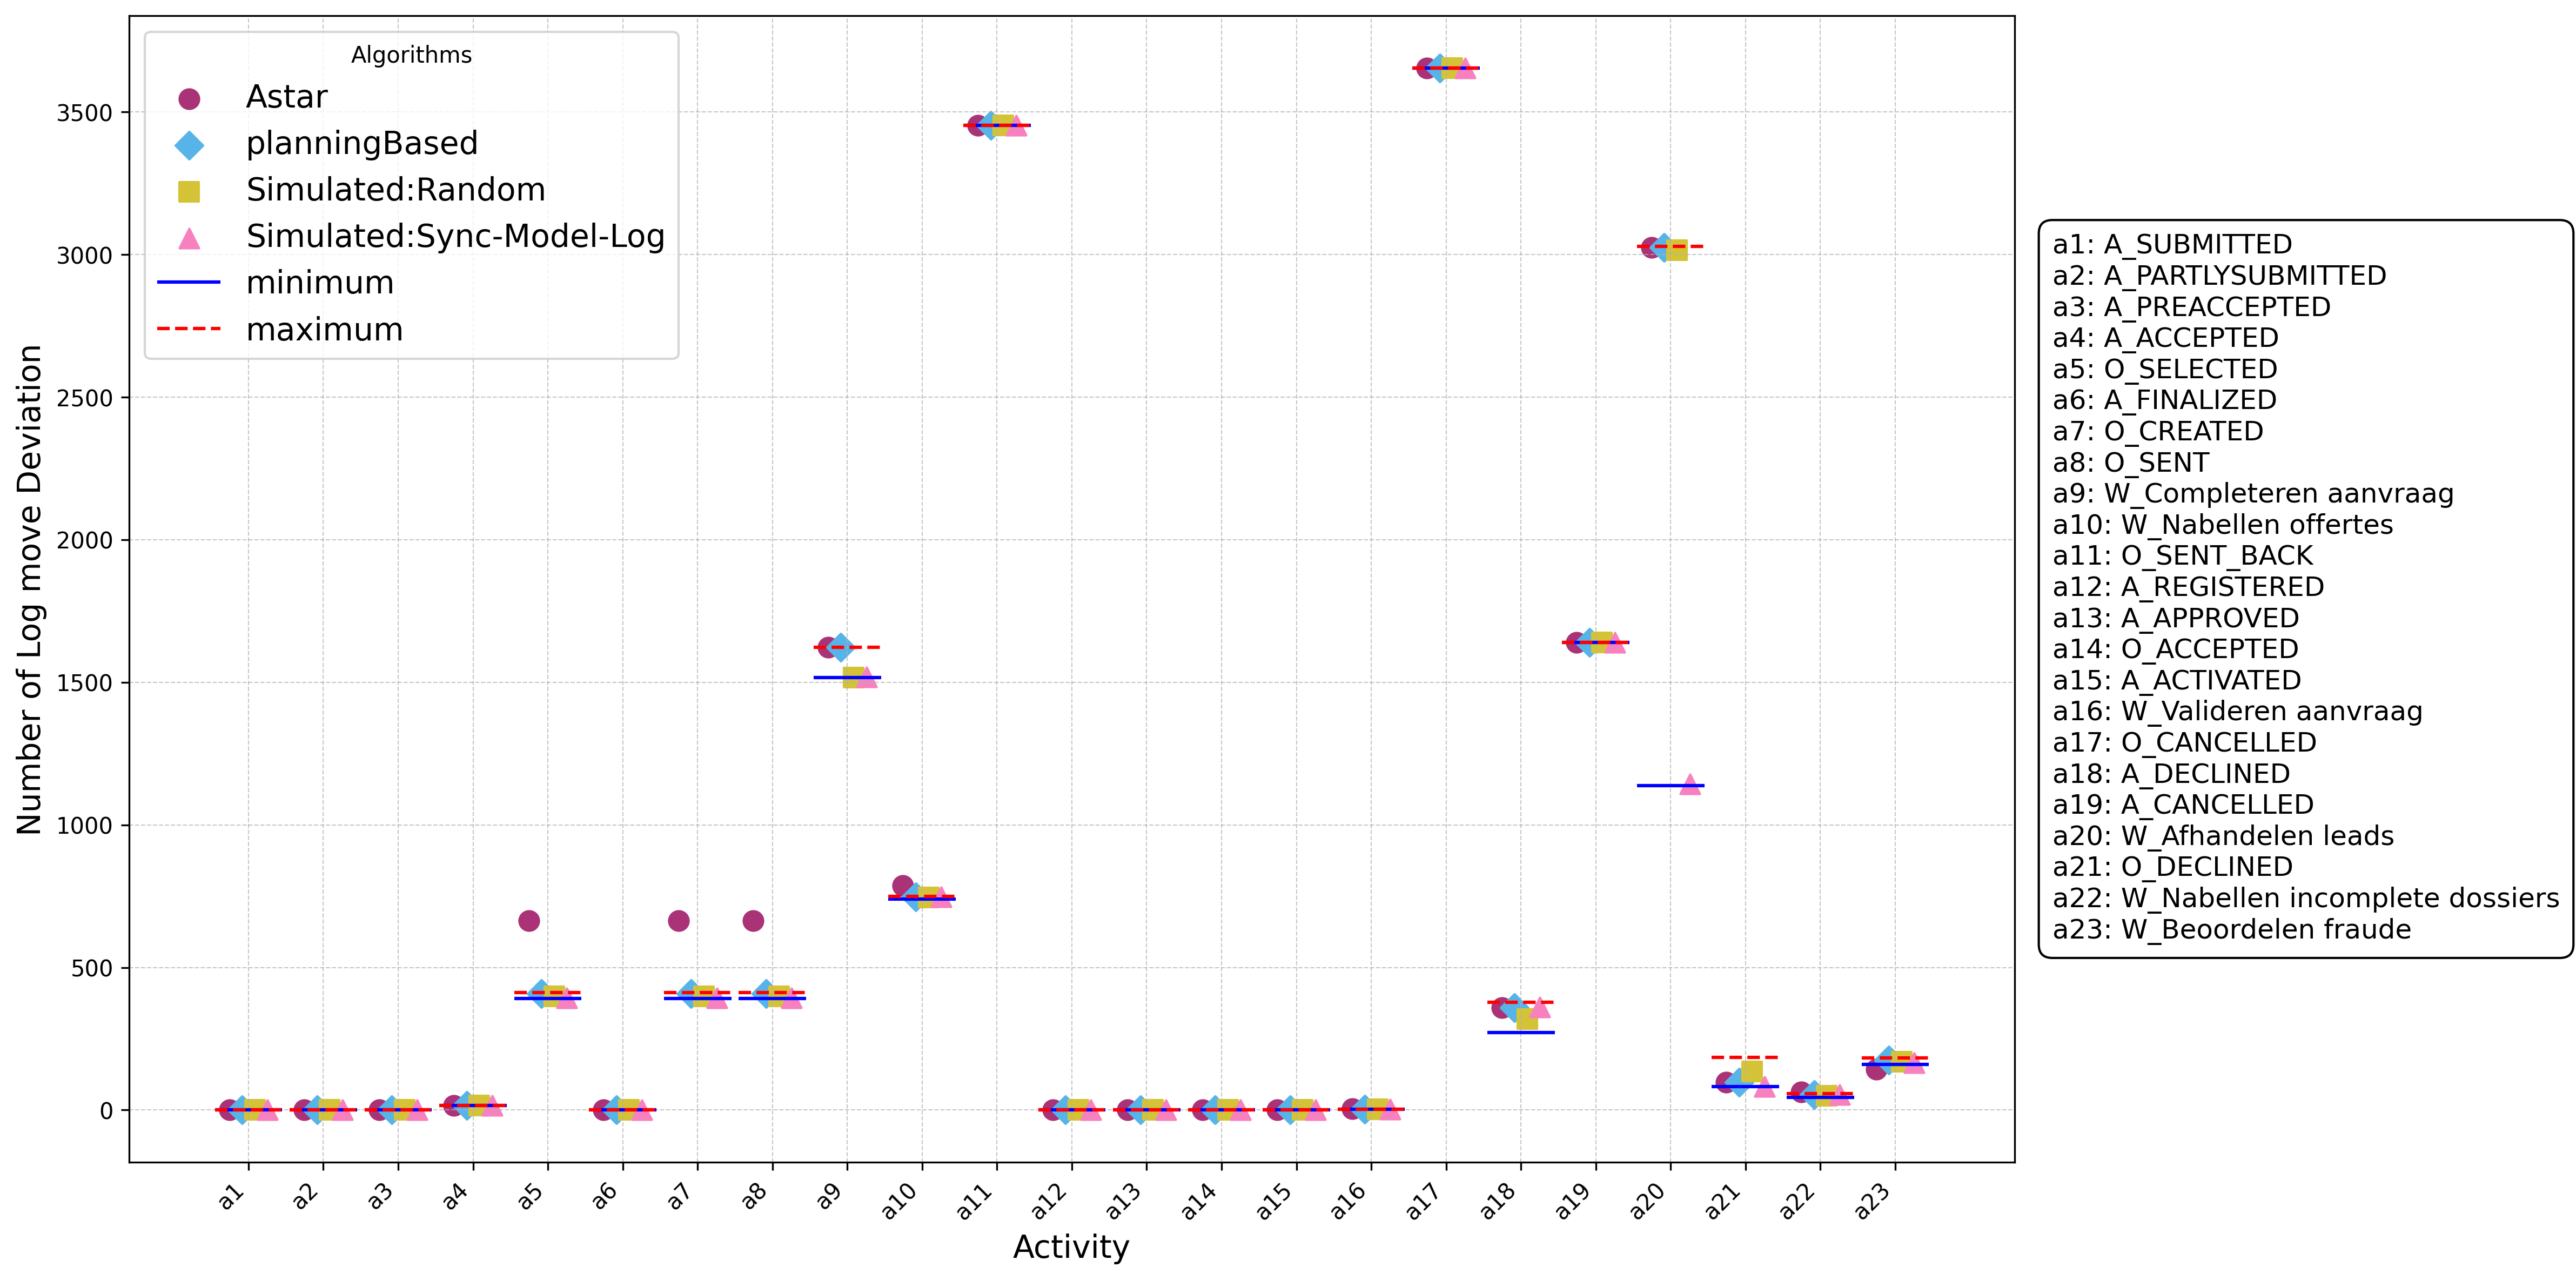 Algorithms
Astar
planningBased
Simulated:Random
Simulated:Sync-Model-Log
minimum
maximum
Number of Log move Deviation
3500
3000
2500
2000
1500
1000
500
0
a1
a2
a3
a4
a5
a6
a7
a8
a9
a10
a11
a12
a13
a14
a15
a16
a17
a18
a19
a20
a21
a22
a23
Activity
a1: A_SUBMITTED
a2: A_PARTLYSUBMITTED
a3: A_PREACCEPTED
a4: A_ACCEPTED
a5: O_SELECTED
a6: A_FINALIZED
a7: O_CREATED
a8: O_SENT
a9: W_Completeren aanvraag
a10: W_Nabellen offertes
a11: O_SENT_BACK
a12: A_REGISTERED
a13: A_APPROVED
a14: O_ACCEPTED
a15: A_ACTIVATED
a16: W_Valideren aanvraag
a17: O_CANCELLED
a18: A_DECLINED
a19: A_CANCELLED
a20: W_Afhandelen leads
a21: O_DECLINED
a22: W_Nabellen incomplete dossiers
a23: W_Beoordelen fraude